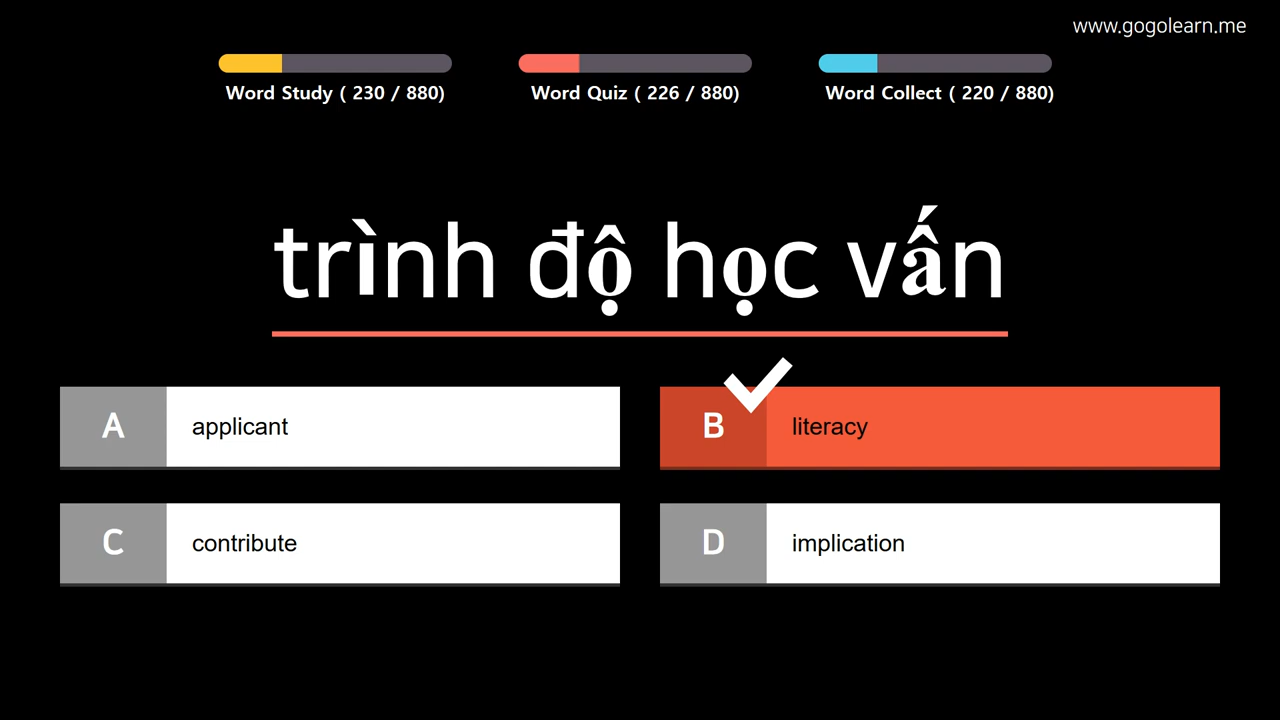 www.gogolearn.me
Word Study ( 230 / 880)
Word Quiz ( 226 / 880)
Word Collect ( 220 / 880)
trình độ học vấn
A applicant
B literacy
C contribute
D implication